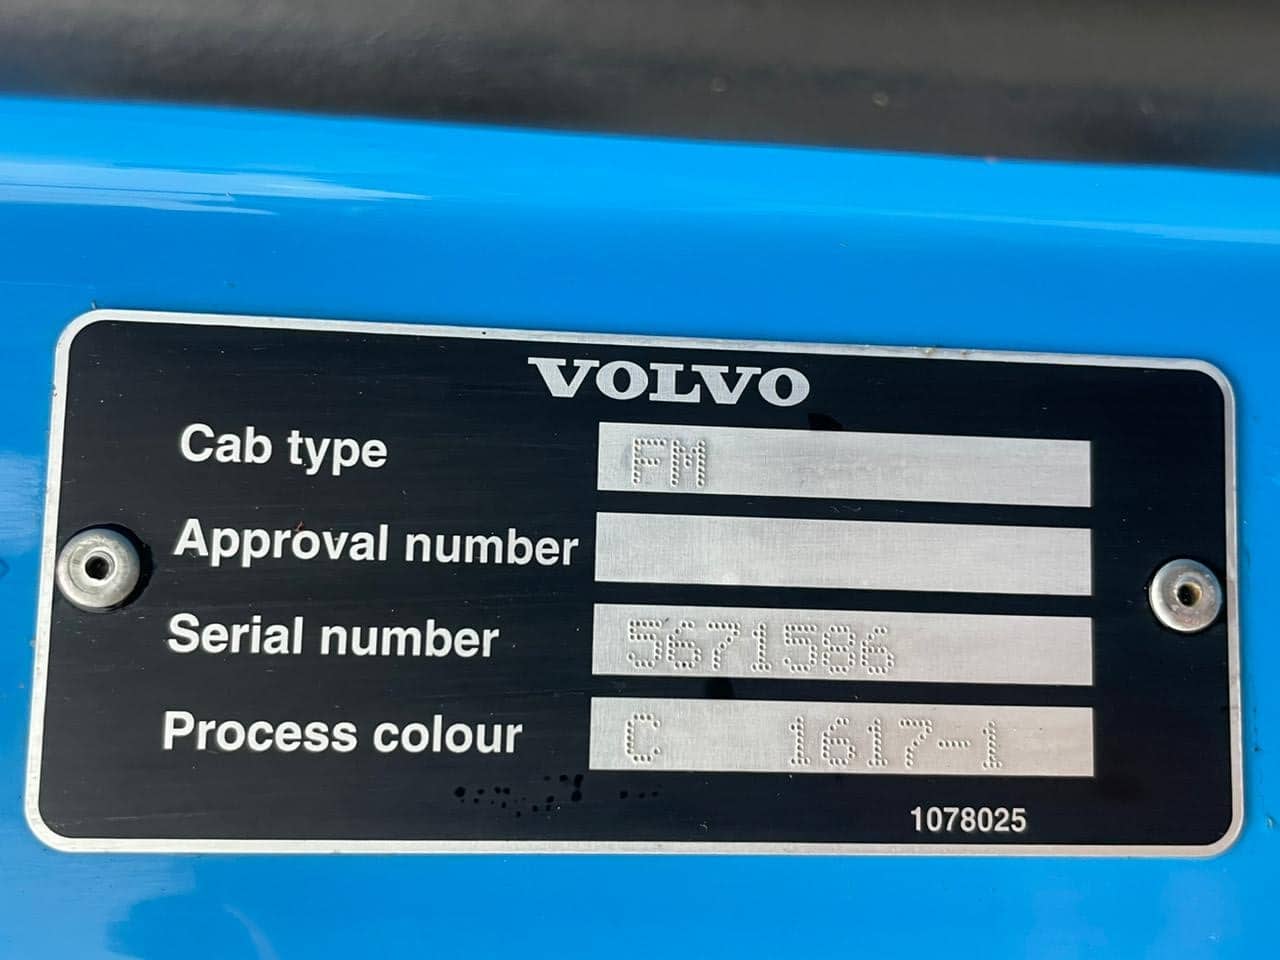 VOLVO
Cab type FM
Approval number
Serial number 5671586
Process colour C 1617-1
1078025